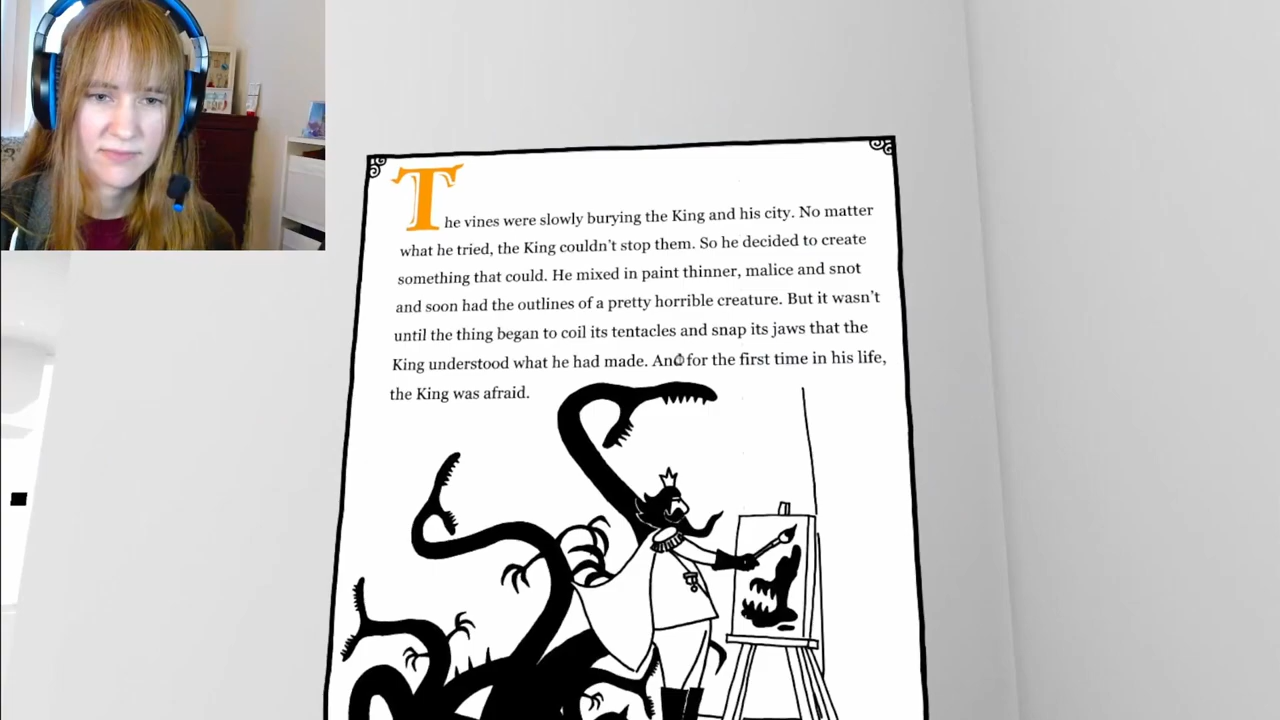 The vines were slowly burying the King and his city. No matter
what he tried, the King couldn't stop them. So he decided to create
something that could. He mixed in paint thinner, malice and snot
and soon had the outlines of a pretty horrible creature. But it wasn't
until the thing began to coil its tentacles and snap its jaws that the
King understood what he had made. And for the first time in his life,
the King was afraid.